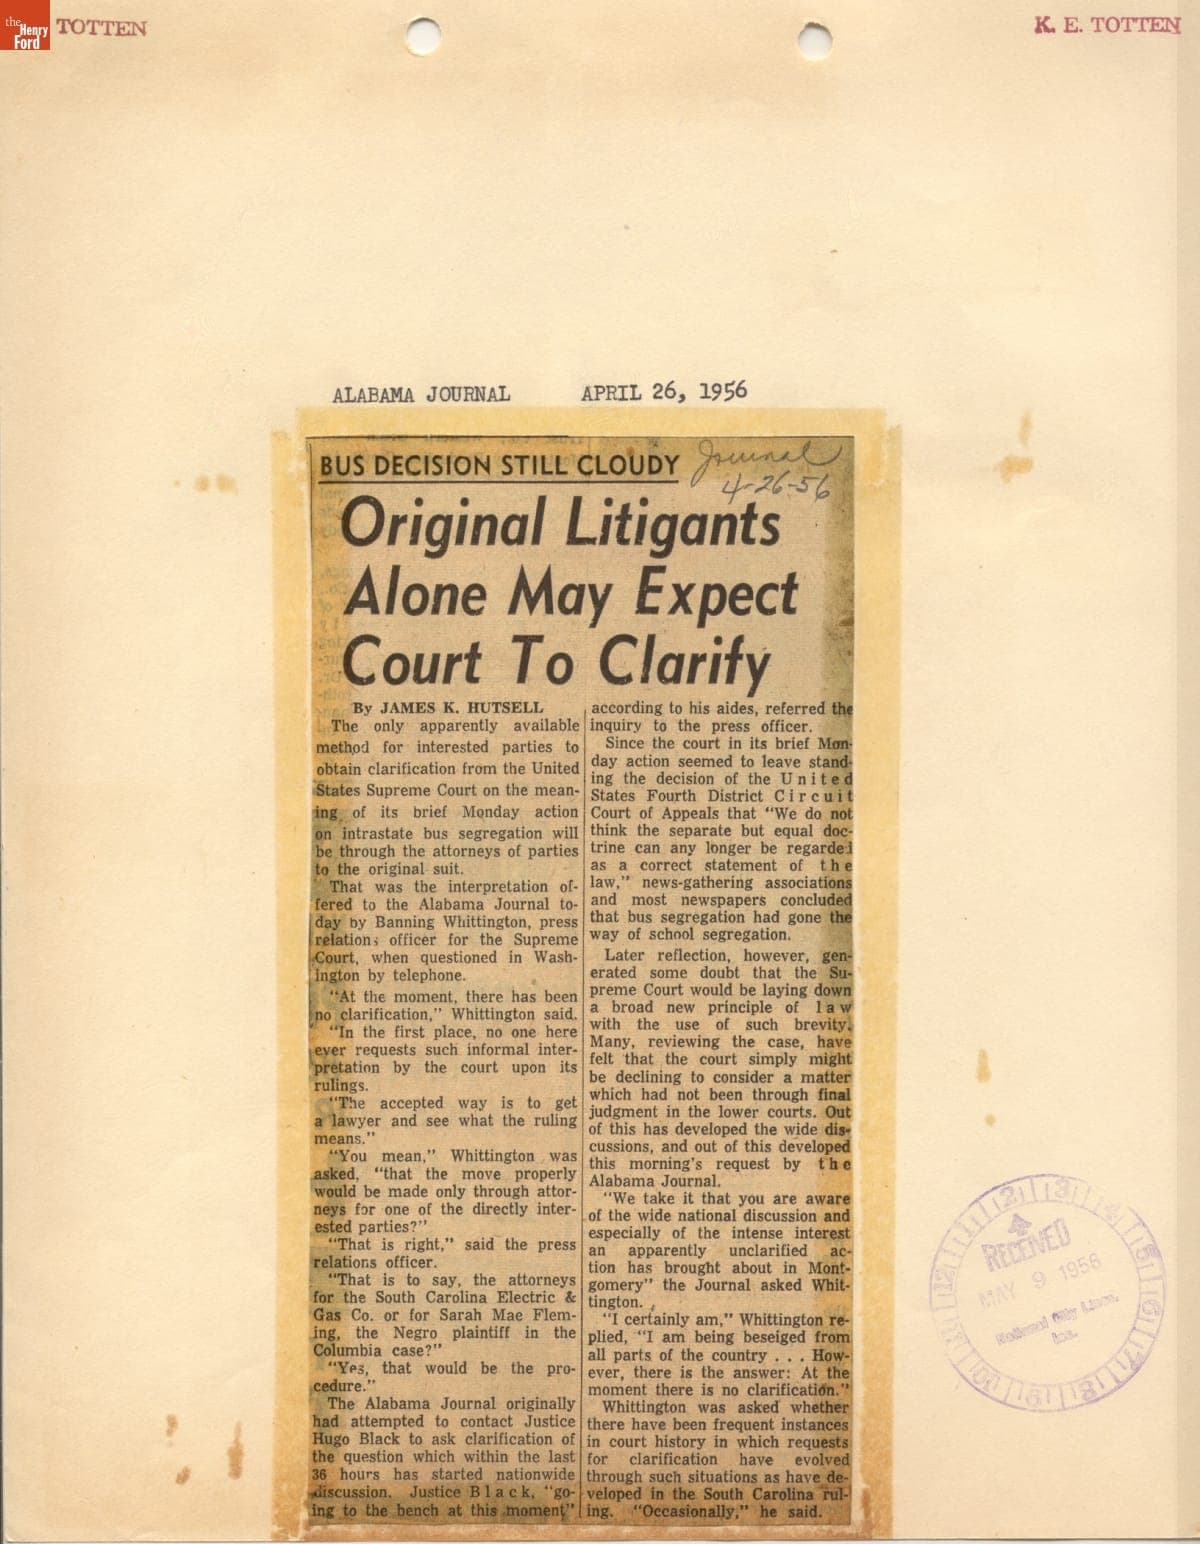 the
Henry
Ford
TOTTEN
K. E. TOTTEN
ALABAMA JOURNAL APRIL 26, 1956
BUS DECISION STILL CLOUDY
Journal
4-26-56
Original Litigants
Alone May Expect
Court To Clarify
By JAMES K. HUTSELL
The only apparently available
method for interested parties to
obtain clarification from the United
States Supreme Court on the mean-
ing of its brief Monday action
on intrastate bus segregation will
be through the attorneys of parties
to the original suit.
That was the interpretation of-
fered to the Alabama Journal to-
day by Banning Whittington, press
relations officer for the Supreme
Court, when questioned in Wash-
ington by telephone.
"At the moment, there has been
no clarification," Whittington said.
"In the first place, no one here
ever requests such informal inter-
pretation by the court upon its
rulings.
"The accepted way is to get
a lawyer and see what the ruling
means."
"You mean," Whittington was
asked, "that the move properly
would be made only through attor-
neys for one of the directly inter-
ested parties?"
"That is right," said the press
relations officer.
"That is to say, the attorneys
for the South Carolina Electric &
Gas Co. or for Sarah Mae Flem-
ing, the Negro plaintiff in the
Columbia case?"
"Yes, that would be the pro-
cedure."
The Alabama Journal originally
had attempted to contact Justice
Hugo Black to ask clarification of
the question which within the last
36 hours has started nationwide
discussion. Justice Black, "go-
ing to the bench at this moment"
according to his aides, referred the
inquiry to the press officer.
Since the court in its brief Mon-
day action seemed to leave stand-
ing the decision of the United
States Fourth District Circuit
Court of Appeals that "We do not
think the separate but equal doc-
trine can any longer be regarded
as a correct statement of the
law," news-gathering associations
and most newspapers concluded
that bus segregation had gone the
way of school segregation.
Later reflection, however, gen-
erated some doubt that the Su-
preme Court would be laying down
a broad new principle of law
with the use of such brevity.
Many, reviewing the case, have
felt that the court simply might
be declining to consider a matter
which had not been through final
judgment in the lower courts. Out
of this has developed the wide dis-
cussions, and out of this developed
this morning's request by the
Alabama Journal.
"We take it that you are aware
of the wide national discussion and
especially of the intense interest
an apparently unclarified ac-
tion has brought about in Mont-
gomery" the Journal asked Whit-
tington.
"I certainly am," Whittington re-
plied, "I am being beseiged from
all parts of the country . . . How-
ever, there is the answer: At the
moment there is no clarification."
Whittington was asked whether
there have been frequent instances
in court history in which requests
for clarification have evolved
through such situations as have de-
veloped in the South Carolina rul-
ing. "Occasionally," he said.
12 1 2 3 4 5 6 7 8 9 10 11
RECEIVED
MAY 9 1956
National City Lines,
Inc.